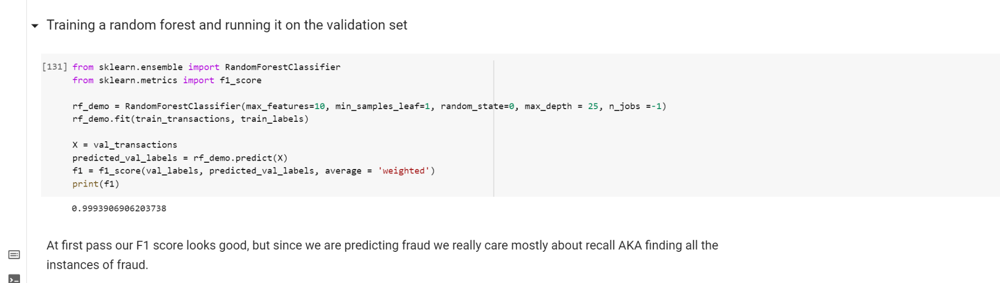 Training a random forest and running it on the validation set
[131] from sklearn.ensemble import RandomForestClassifier
from sklearn.metrics import f1_score
rf_demo = RandomForestClassifier(max_features=10, min_samples_leaf=1, random_state=0, max_depth = 25, n_jobs =-1)
rf_demo.fit(train_transactions, train_labels)
X = val_transactions
predicted_val_labels = rf_demo.predict(X)
f1 = f1_score(val_labels, predicted_val_labels, average = 'weighted')
print(f1)
0.9993906906203738
At first pass our F1 score looks good, but since we are predicting fraud we really care mostly about recall AKA finding all the
instances of fraud.